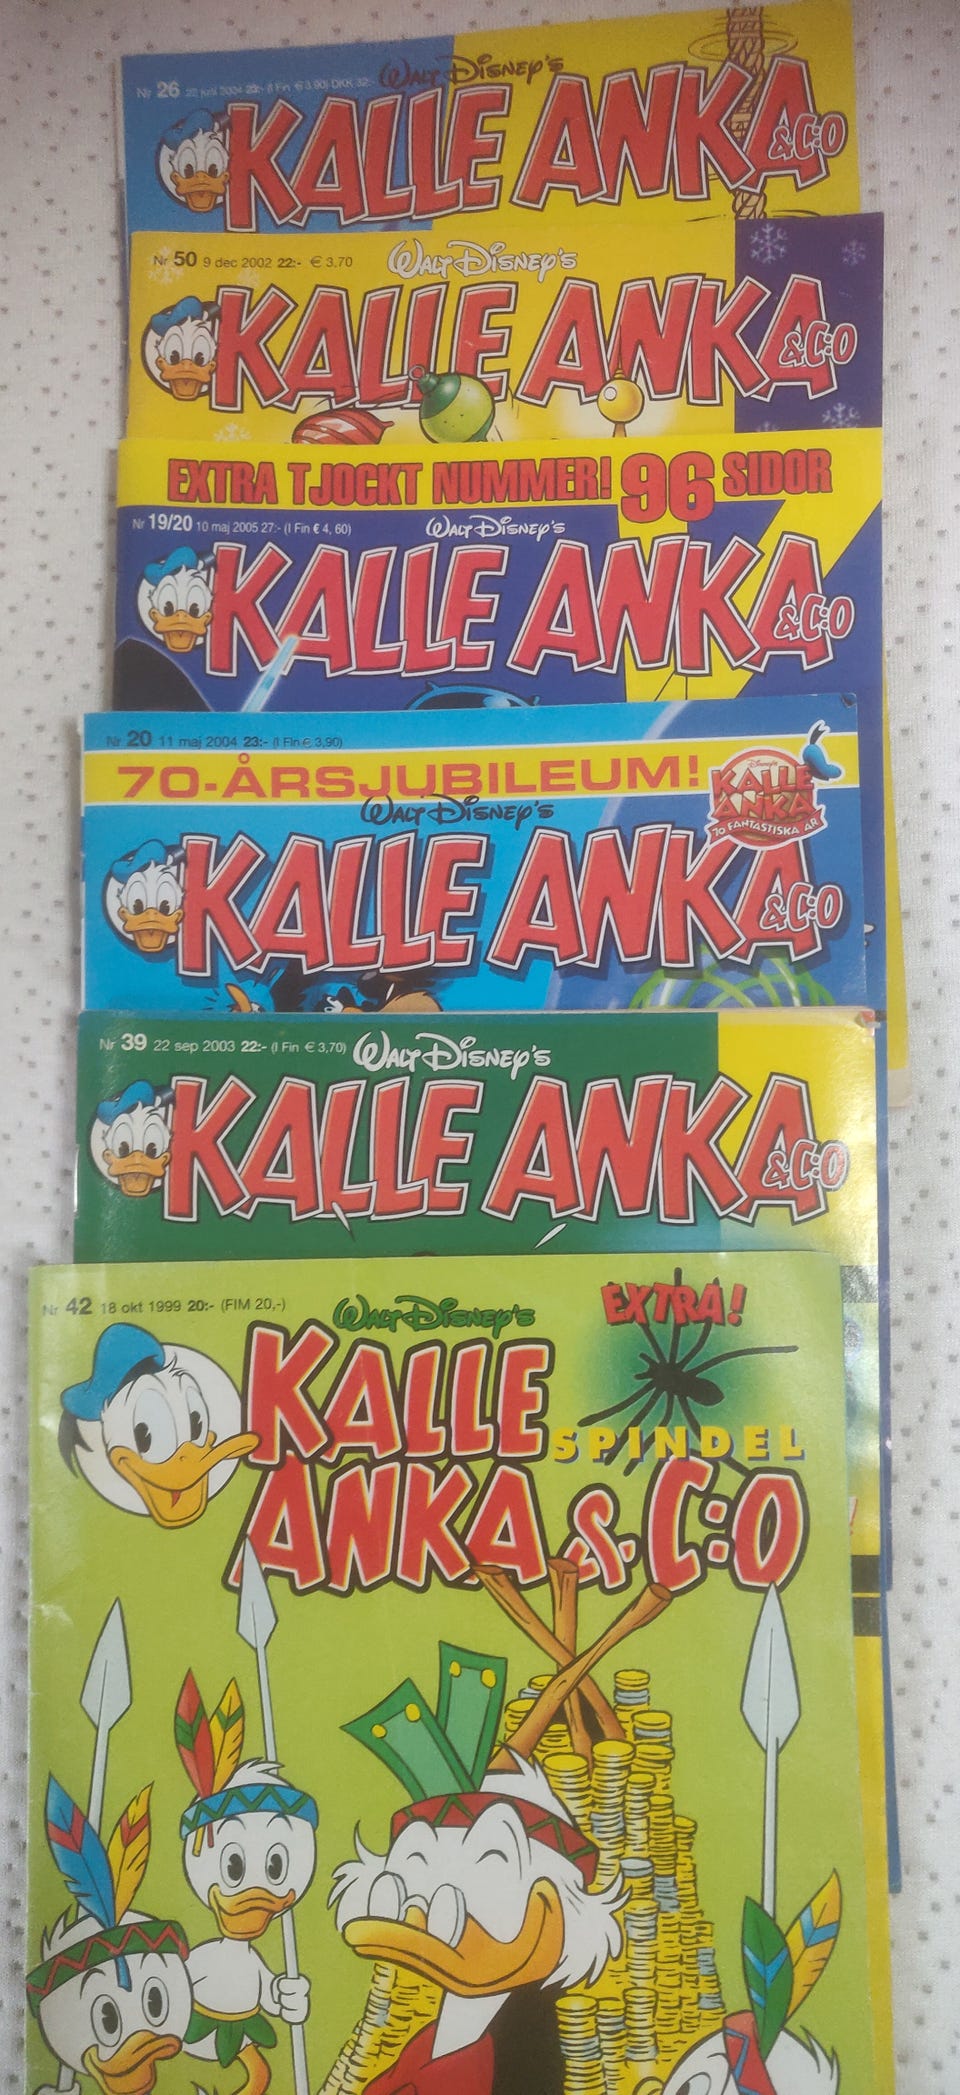 Nr 26 22 juni 2004 23:- (I Fin € 3,90) DKK 32:-
WALT DISNEY'S
KALLE ANKA
& C:O
Nr 50 9 dec 2002 22:- € 3,70
WALT DISNEY'S
KALLE ANKA
& C:O
EXTRA TJOCKT NUMMER! 96 SIDOR
Nr 19/20 10 maj 2005 27:- (I Fin € 4, 60)
WALT DISNEY'S
KALLE ANKA
& C:O
Nr 20 11 maj 2004 23:- (I Fin € 3,90)
70-ÅRSJUBILEUM!
Disney's
KALLE
ANKA
70 FANTASTISKA ÅR
WALT DISNEY'S
KALLE ANKA
& C:O
Nr 39 22 sep 2003 22:- (I Fin € 3,70)
WALT DISNEY'S
KALLE ANKA
& C:O
Nr 42 18 okt 1999 20:- (FIM 20,-)
WALT DISNEY'S
EXTRA!
SPINDEL
KALLE
ANKA & C:O